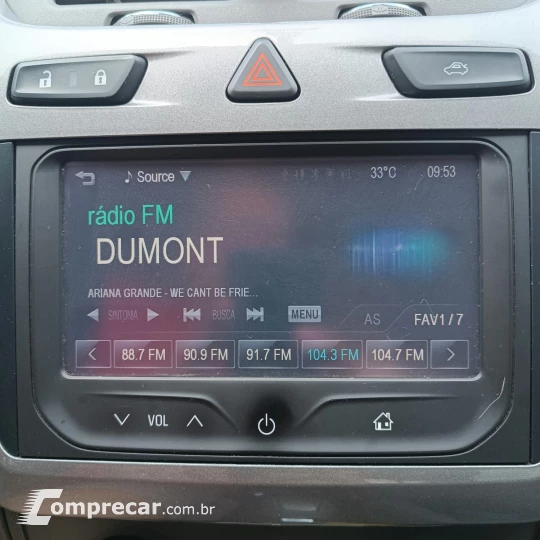 Source
33°C
09:53
rádio FM
DUMONT
ARIANA GRANDE - WE CANT BE FRIE...
SINTONIA
BUSCA
MENU
AS
FAV1 / 7
88.7 FM
90.9 FM
91.7 FM
104.3 FM
104.7 FM
VOL
Comprecar.com.br